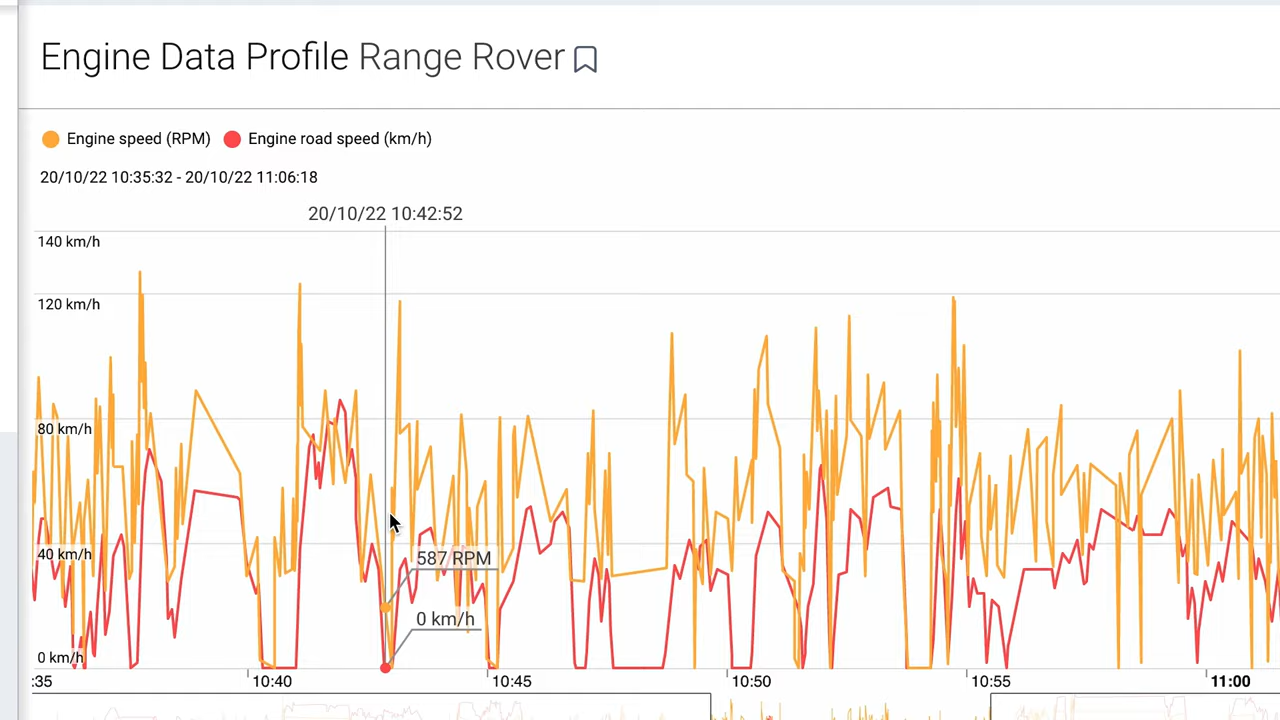 Engine Data Profile Range Rover
Engine speed (RPM) Engine road speed (km/h)
20/10/22 10:35:32 - 20/10/22 11:06:18
20/10/22 10:42:52
140 km/h
120 km/h
80 km/h
40 km/h
587 RPM
0 km/h
0 km/h
:35 10:40 10:45 10:50 10:55 11:00